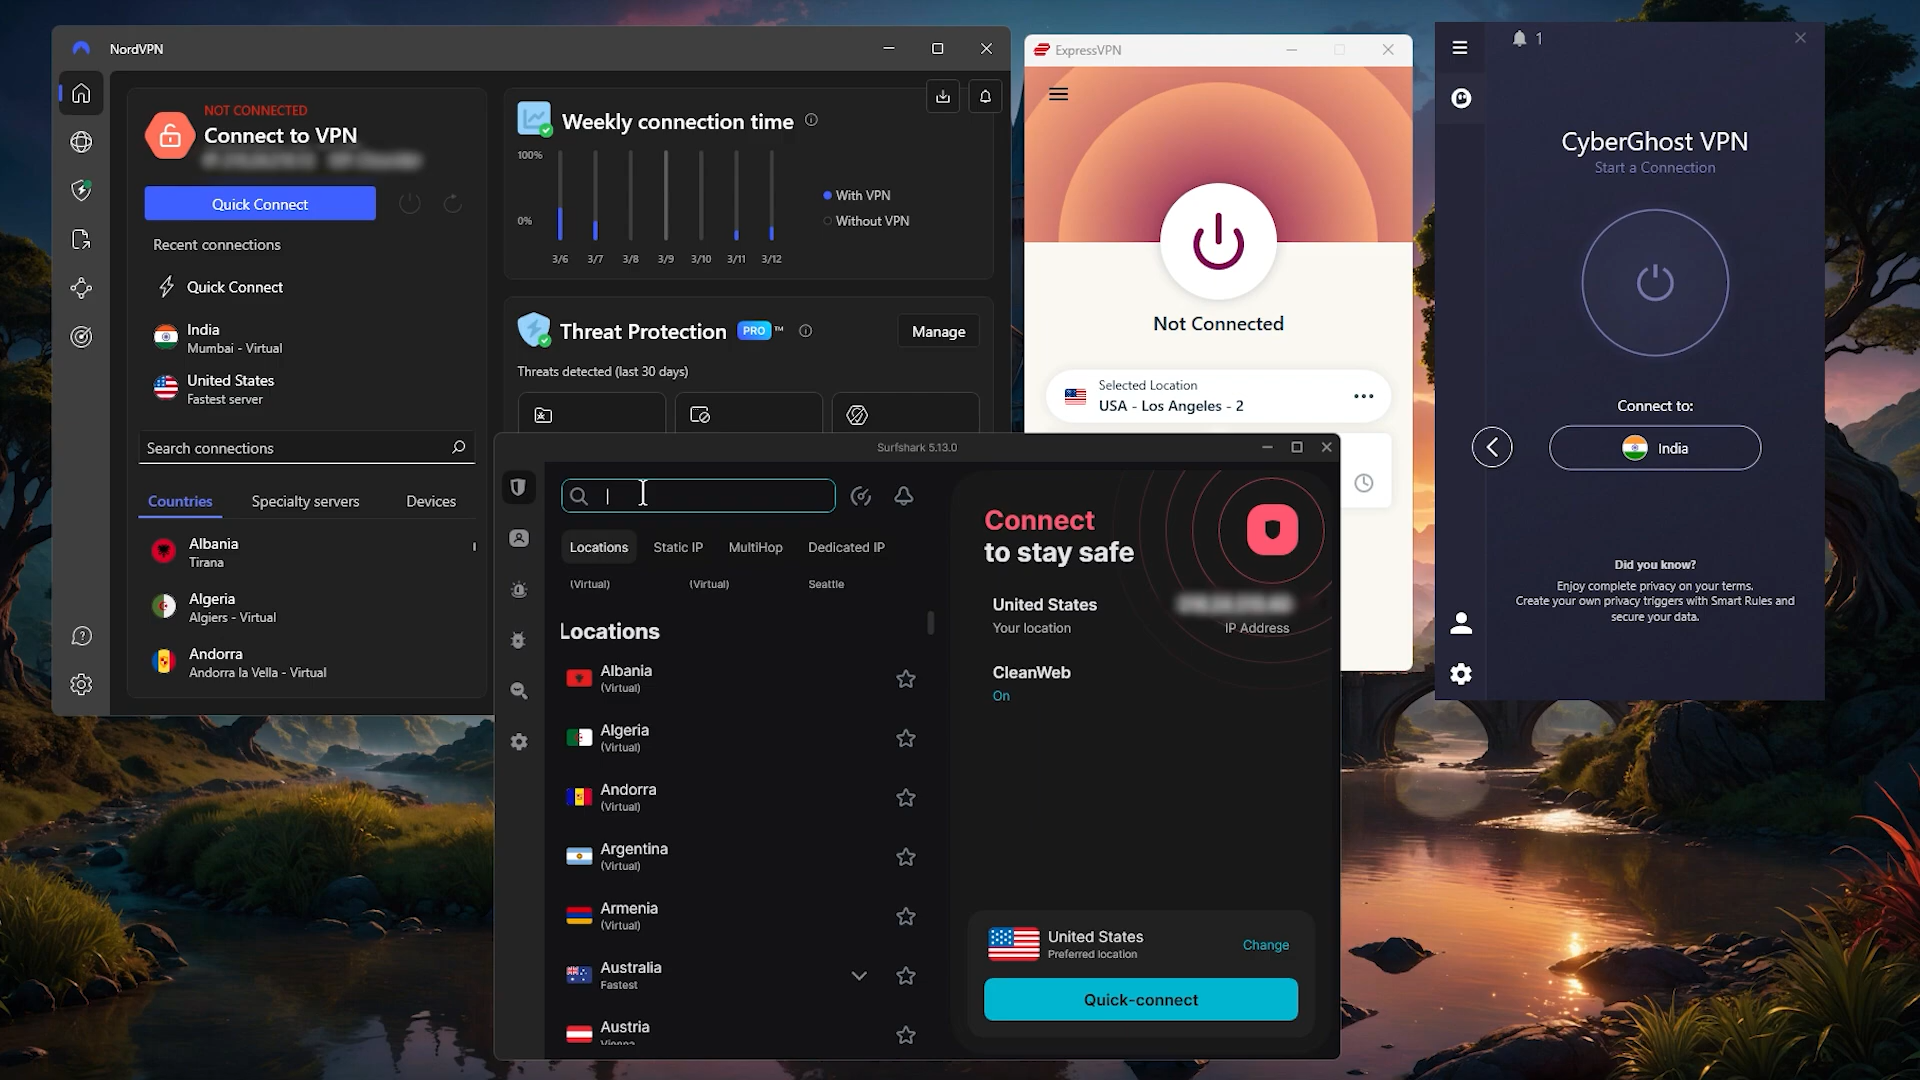 NordVPN
NOT CONNECTED
Connect to VPN
Quick Connect
Recent connections
Quick Connect
India
Mumbai - Virtual
United States
Fastest server
Search connections
Countries
Specialty servers
Devices
Albania
Tirana
Algeria
Algiers - Virtual
Andorra
Andorra la Vella - Virtual
Weekly connection time
100%
0%
With VPN
Without VPN
3/6
3/7
3/8
3/9
3/10
3/11
3/12
Threat Protection PRO ™
Manage
Threats detected (last 30 days)
ExpressVPN
Not Connected
Selected Location
USA - Los Angeles - 2
1
CyberGhost VPN
Start a Connection
Connect to:
India
Did you know?
Enjoy complete privacy on your terms.
Create your own privacy triggers with Smart Rules and
secure your data.
Surfshark 5.13.0
Locations
Static IP
MultiHop
Dedicated IP
(Virtual)
(Virtual)
Seattle
Locations
Albania
(Virtual)
Algeria
(Virtual)
Andorra
(Virtual)
Argentina
(Virtual)
Armenia
(Virtual)
Australia
Fastest
Austria
Vienna
Connect
to stay safe
United States
Your location
IP Address
CleanWeb
On
United States
Preferred location
Change
Quick-connect